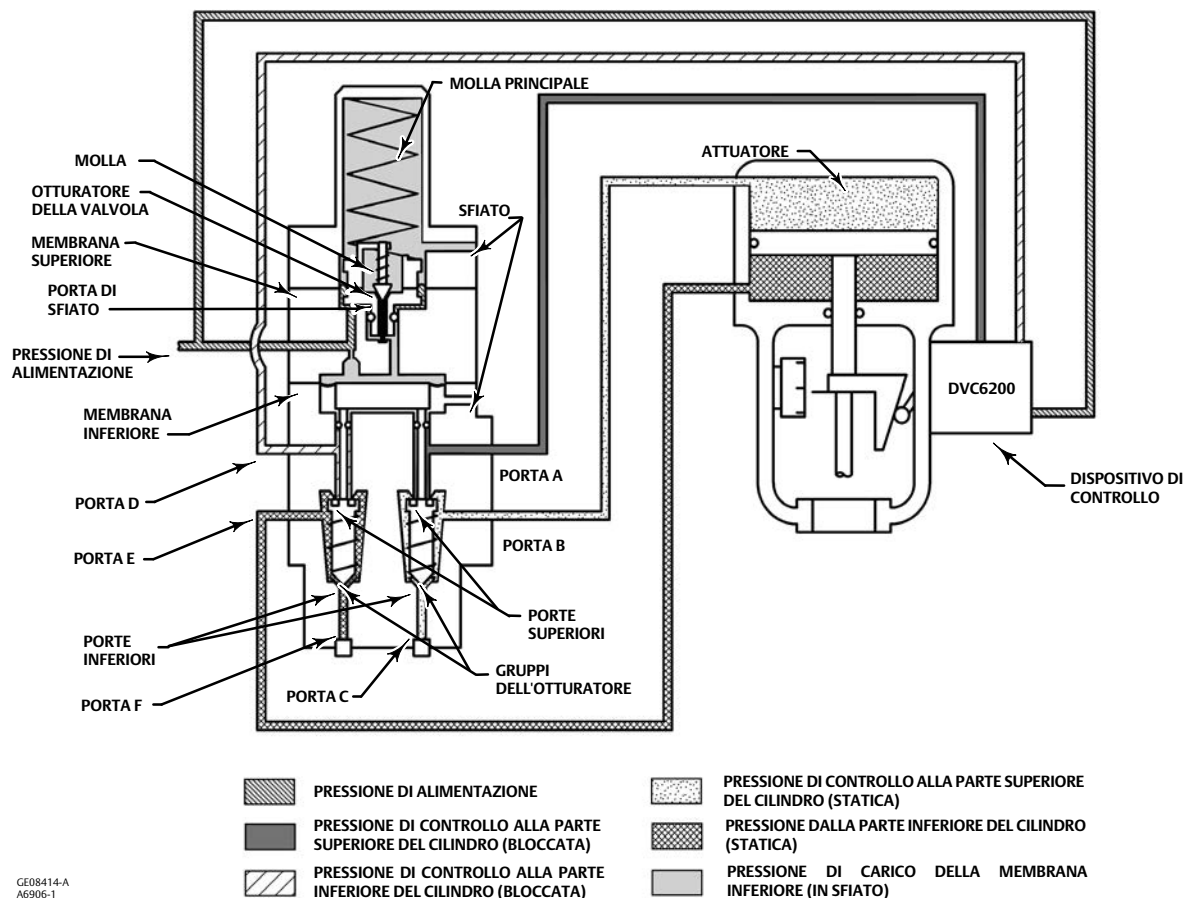 MOLLA PRINCIPALE
MOLLA
ATTUATORE
OTTURATORE
DELLA VALVOLA
SFIATO
MEMBRANA
SUPERIORE
PORTA DI
SFIATO
PRESSIONE DI
ALIMENTAZIONE
DVC6200
MEMBRANA
INFERIORE
PORTA A
DISPOSITIVO DI
CONTROLLO
PORTA D
PORTA B
PORTA E
PORTE
INFERIORI
PORTE
SUPERIORI
GRUPPI
DELL'OTTURATORE
PORTA C
PORTA F
PRESSIONE DI ALIMENTAZIONE
PRESSIONE DI CONTROLLO ALLA PARTE
SUPERIORE DEL CILINDRO (BLOCCATA)
PRESSIONE DI CONTROLLO ALLA PARTE
INFERIORE DEL CILINDRO (BLOCCATA)
PRESSIONE DI CONTROLLO ALLA PARTE SUPERIORE
DEL CILINDRO (STATICA)
PRESSIONE DALLA PARTE INFERIORE DEL CILINDRO
(STATICA)
PRESSIONE DI CARICO DELLA MEMBRANA
INFERIORE (IN SFIATO)
GE08414-A
A6906-1